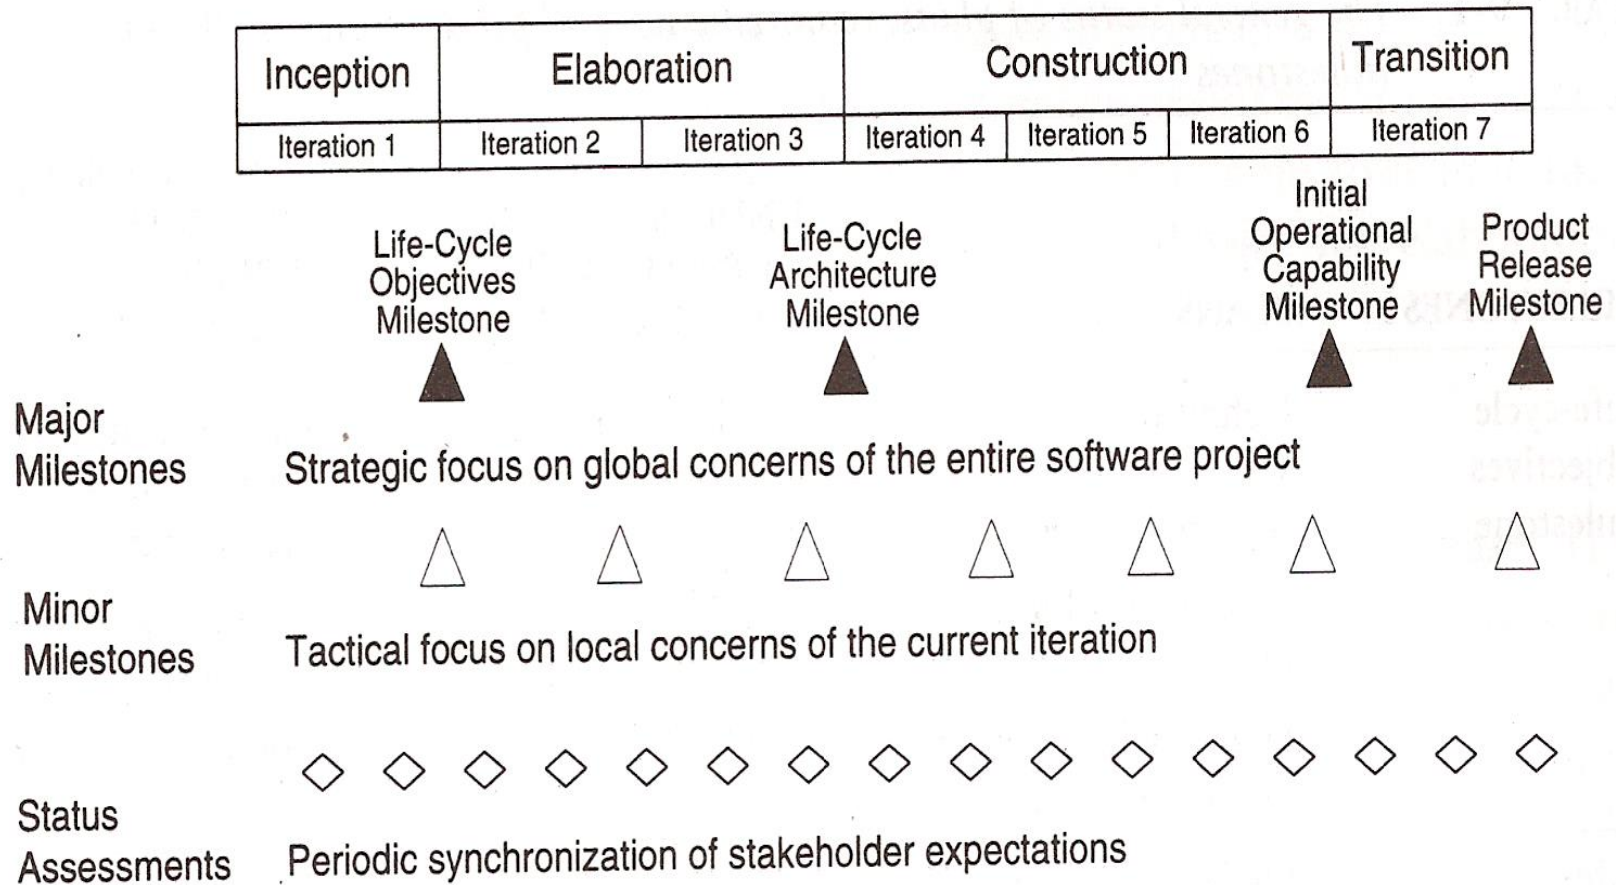 Inception Elaboration Construction Transition
Iteration 1 Iteration 2 Iteration 3 Iteration 4 Iteration 5 Iteration 6 Iteration 7
Life-Cycle
Objectives
Milestone
Life-Cycle
Architecture
Milestone
Initial
Operational
Capability
Milestone
Product
Release
Milestone
Major
Milestones
Strategic focus on global concerns of the entire software project
Minor
Milestones
Tactical focus on local concerns of the current iteration
Status
Assessments
Periodic synchronization of stakeholder expectations